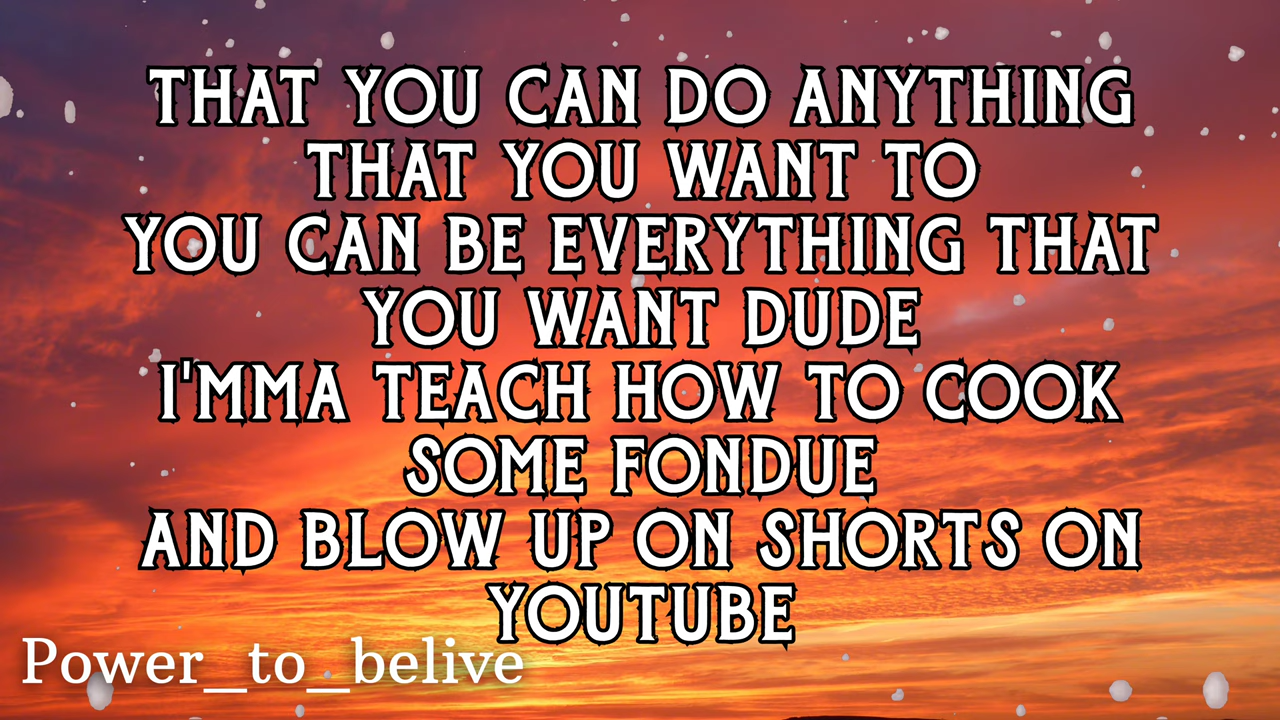 THAT YOU CAN DO ANYTHING
THAT YOU WANT TO
YOU CAN BE EVERYTHING THAT
YOU WANT DUDE
I'MMA TEACH HOW TO COOK
SOME FONDUE
AND BLOW UP ON SHORTS ON
YOUTUBE
Power_to_belive